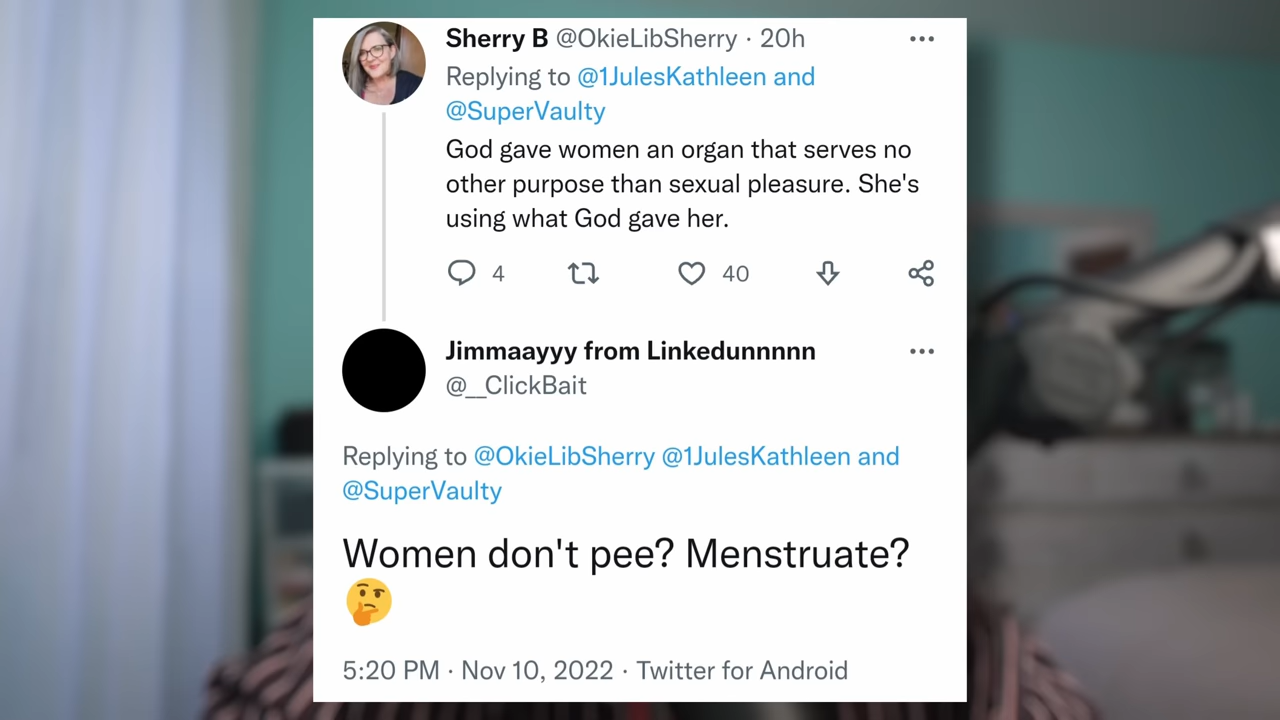 Sherry B @OkieLibSherry · 20h
Replying to @1JulesKathleen and
@SuperVaulty
God gave women an organ that serves no
other purpose than sexual pleasure. She's
using what God gave her.
4 40
Jimmaayyy from Linkedunnnnn
@__ClickBait
Replying to @OkieLibSherry @1JulesKathleen and
@SuperVaulty
Women don't pee? Menstruate?
🤔
5:20 PM · Nov 10, 2022 · Twitter for Android